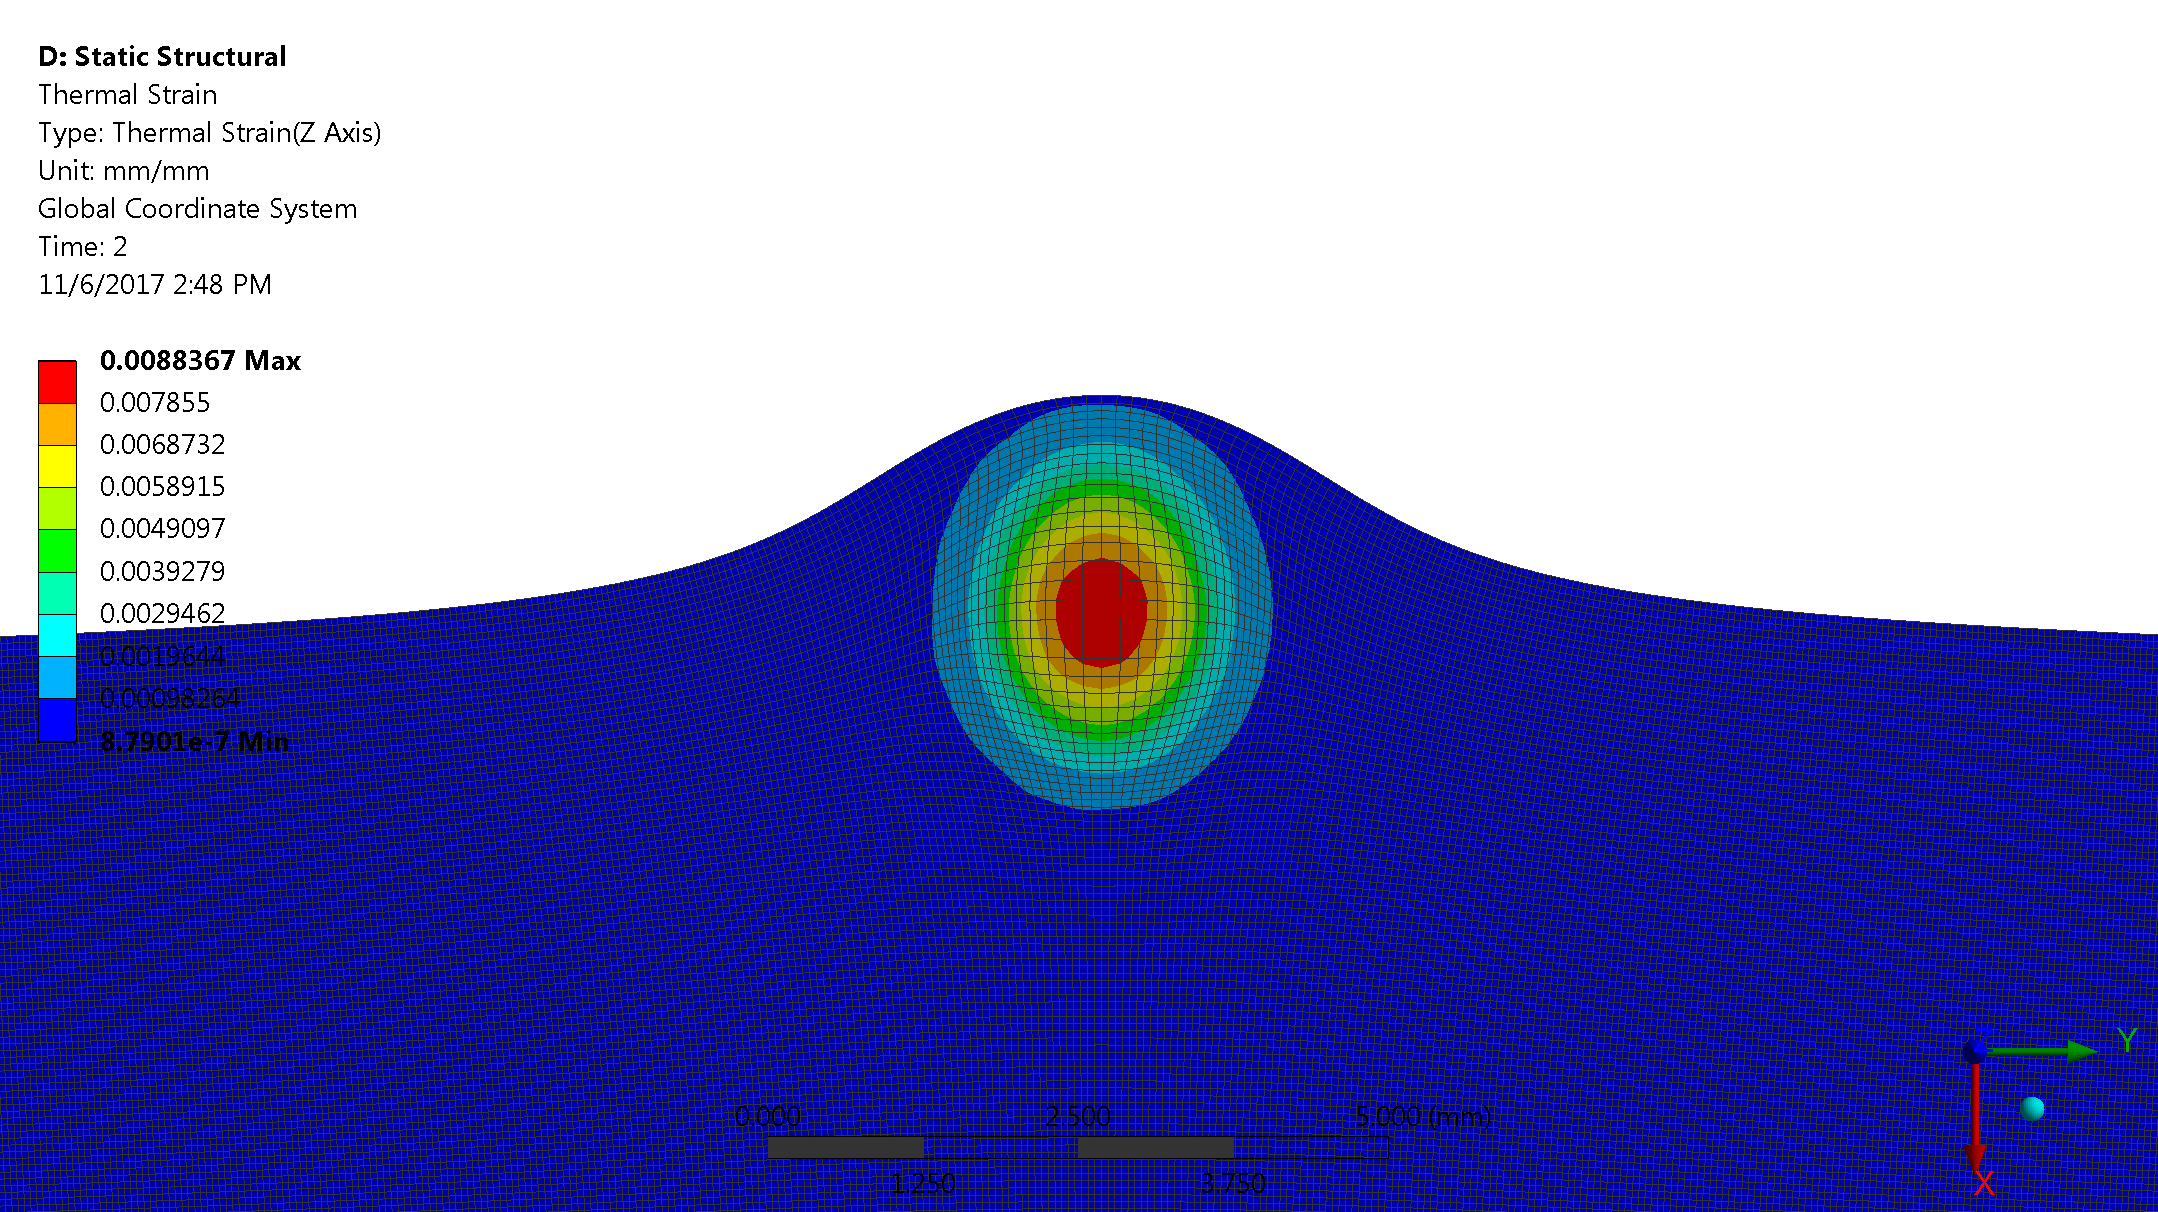 D: Static Structural
Thermal Strain
Type: Thermal Strain(Z Axis)
Unit: mm/mm
Global Coordinate System
Time: 2
11/6/2017 2:48 PM
0.0088367 Max
0.007855
0.0068732
0.0058915
0.0049097
0.0039279
0.0029462
0.0019644
0.00098264
8.7901e-7 Min
Y
0.000 2.500 5.000 (mm)
1.250 3.750
X